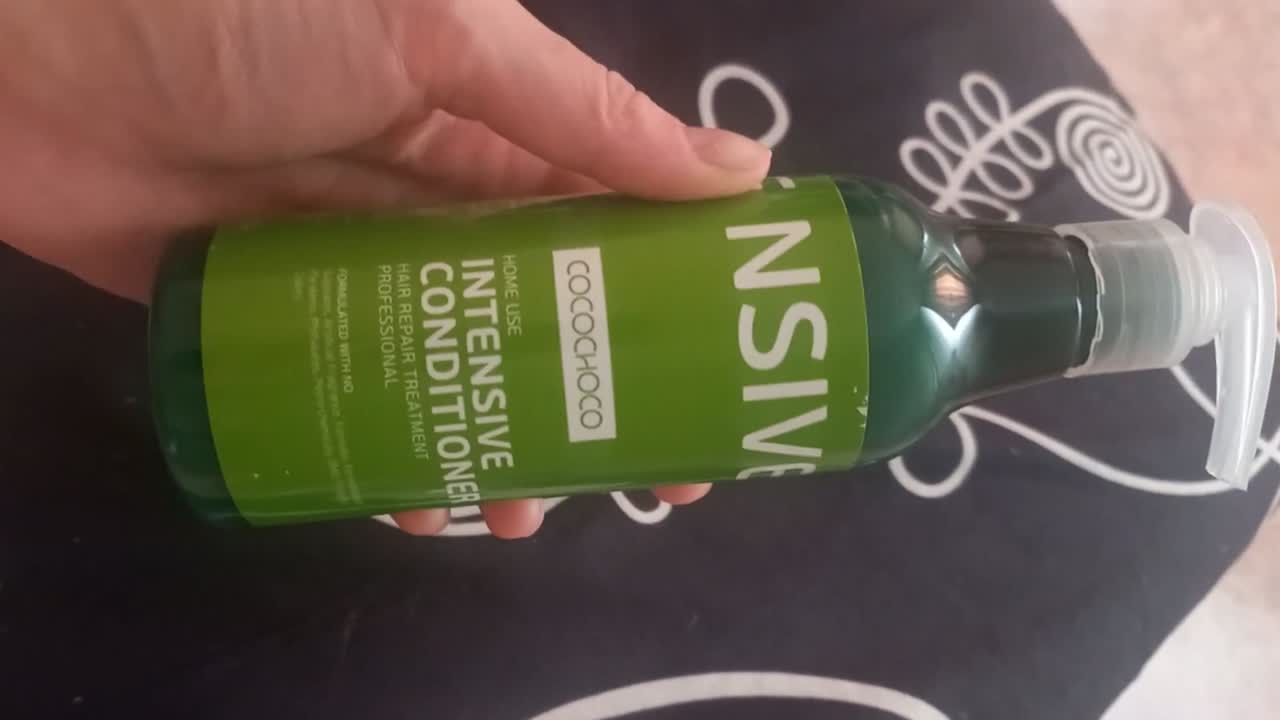 NSIVE
COCOCHOCO
HOME USE
INTENSIVE
CONDITIONER
HAIR REPAIR TREATMENT
PROFESSIONAL
FORMULATED WITH NO